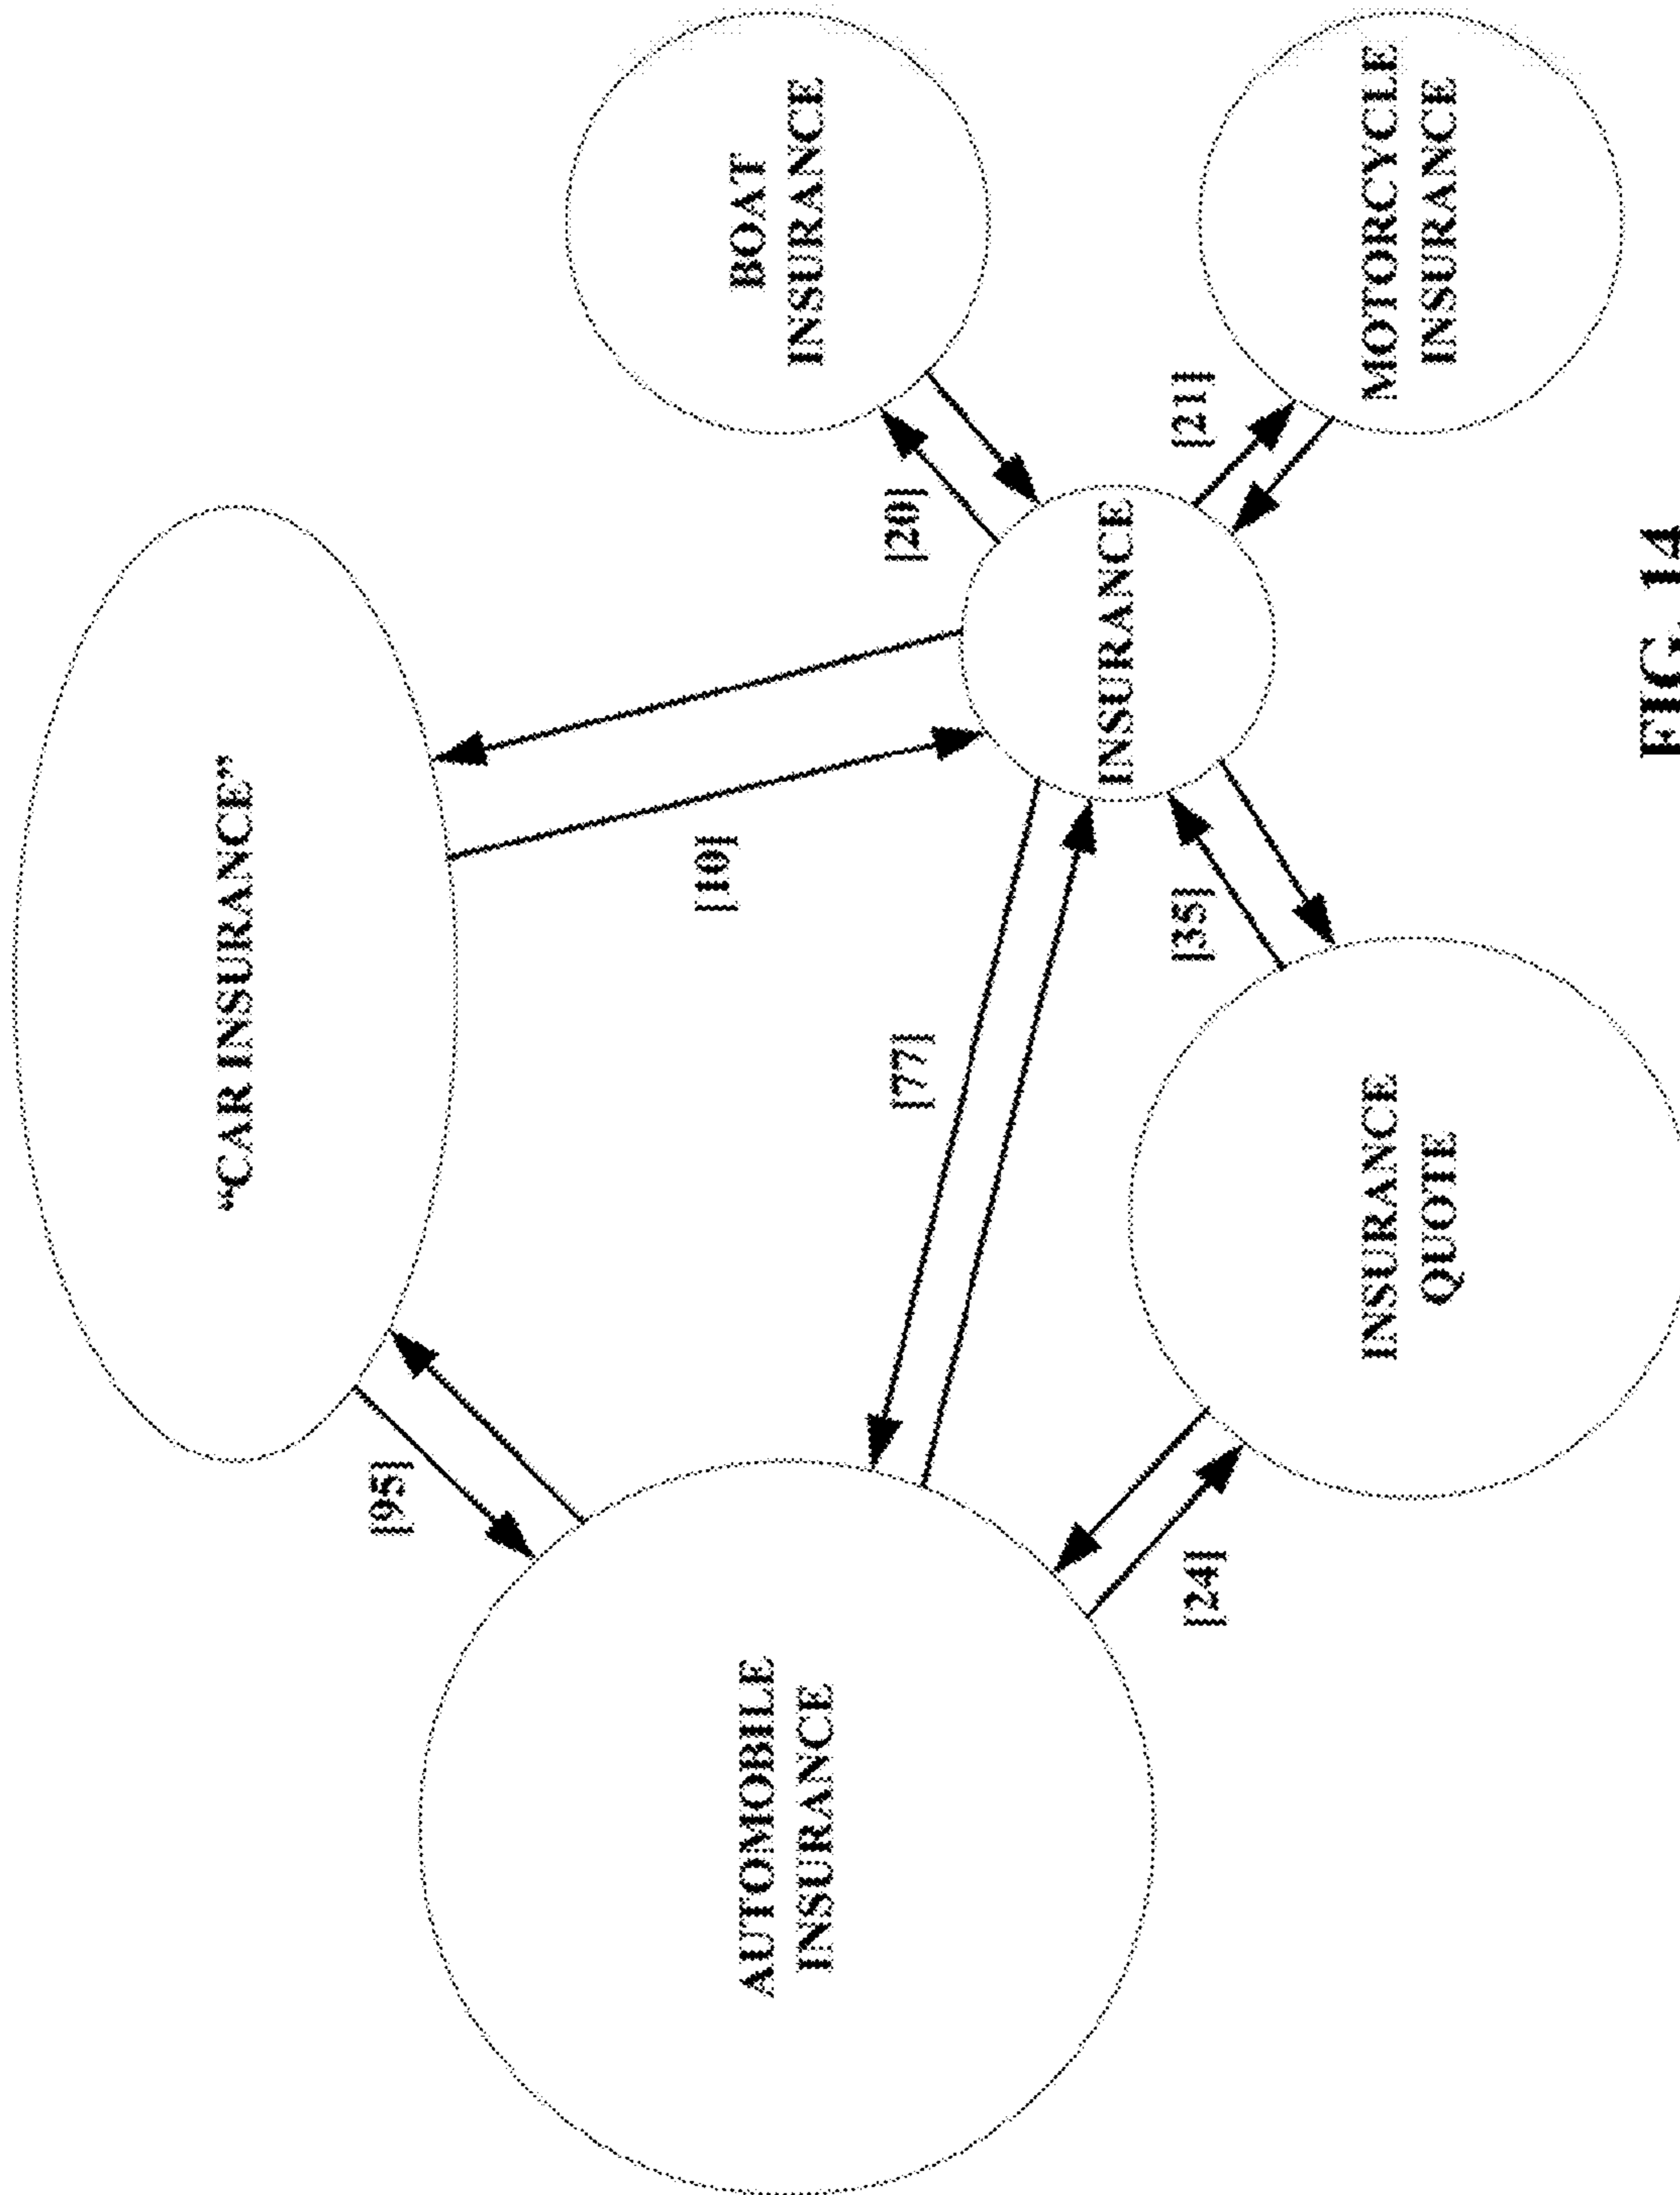 “CAR INSURANCE”
[95]
[10]
AUTOMOBILE
INSURANCE
[77]
[20]
BOAT
INSURANCE
INSURANCE
[24]
[35]
[21]
INSURANCE
QUOTE
MOTORCYCLE
INSURANCE
FIG. 14